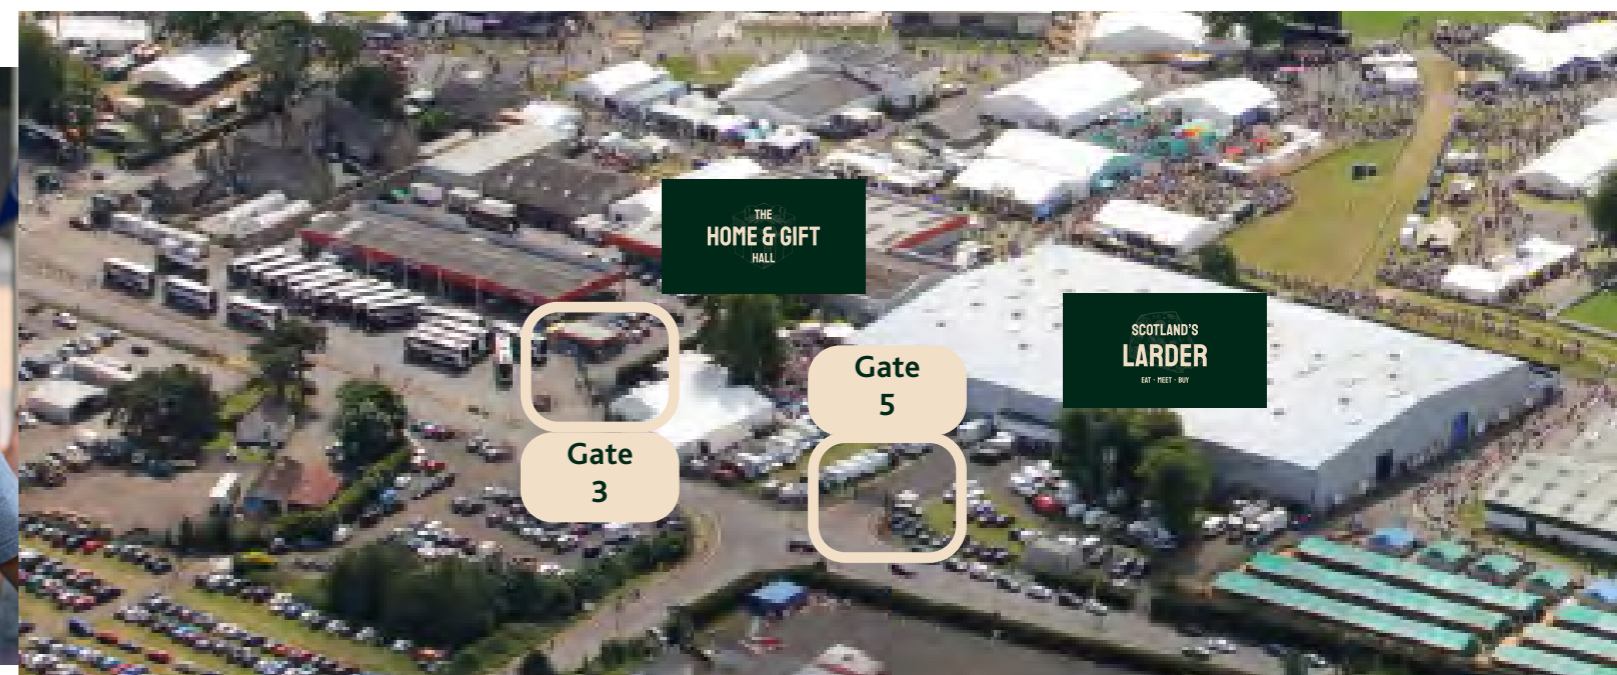 THE
HOME & GIFT
HALL
SCOTLAND'S
LARDER
EAT · MEET · BUY
Gate
5
Gate
3